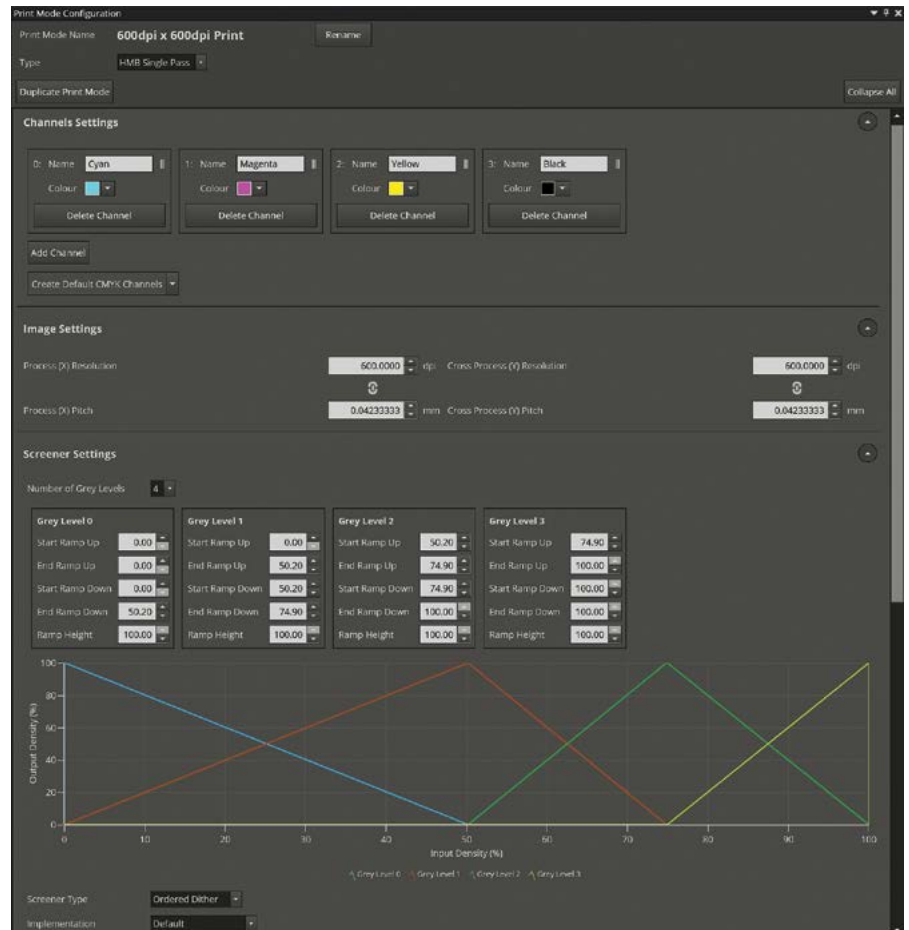 Print Mode Configuration
Print Mode Name 600dpi x 600dpi Print Rename
Type HMB Single Pass
Duplicate Print Mode Collapse All
Channels Settings
0: Name Cyan 1: Name Magenta 2: Name Yellow 3: Name Black
Colour Colour Colour Colour
Delete Channel Delete Channel Delete Channel Delete Channel
Add Channel
Create Default CMYK Channels
Image Settings
Process (X) Resolution 600.0000 dpi Cross Process (Y) Resolution 600.0000 dpi
Process (X) Pitch 0.04233333 mm Cross Process (Y) Pitch 0.04233333 mm
Screener Settings
Number of Grey Levels 4
Grey Level 0 Grey Level 1 Grey Level 2 Grey Level 3
Start Ramp Up 0.00 Start Ramp Up 0.00 Start Ramp Up 50.20 Start Ramp Up 74.90
End Ramp Up 0.00 End Ramp Up 50.20 End Ramp Up 74.90 End Ramp Up 100.00
Start Ramp Down 0.00 Start Ramp Down 50.20 Start Ramp Down 74.90 Start Ramp Down 100.00
End Ramp Down 50.20 End Ramp Down 74.90 End Ramp Down 100.00 End Ramp Down 100.00
Ramp Height 100.00 Ramp Height 100.00 Ramp Height 100.00 Ramp Height 100.00
100
80
60
40
20
0
Output Density (%)
0 10 20 30 40 50 60 70 80 90 100
Input Density (%)
Grey Level 0 Grey Level 1 Grey Level 2 Grey Level 3
Screener Type Ordered Dither
Implementation Default